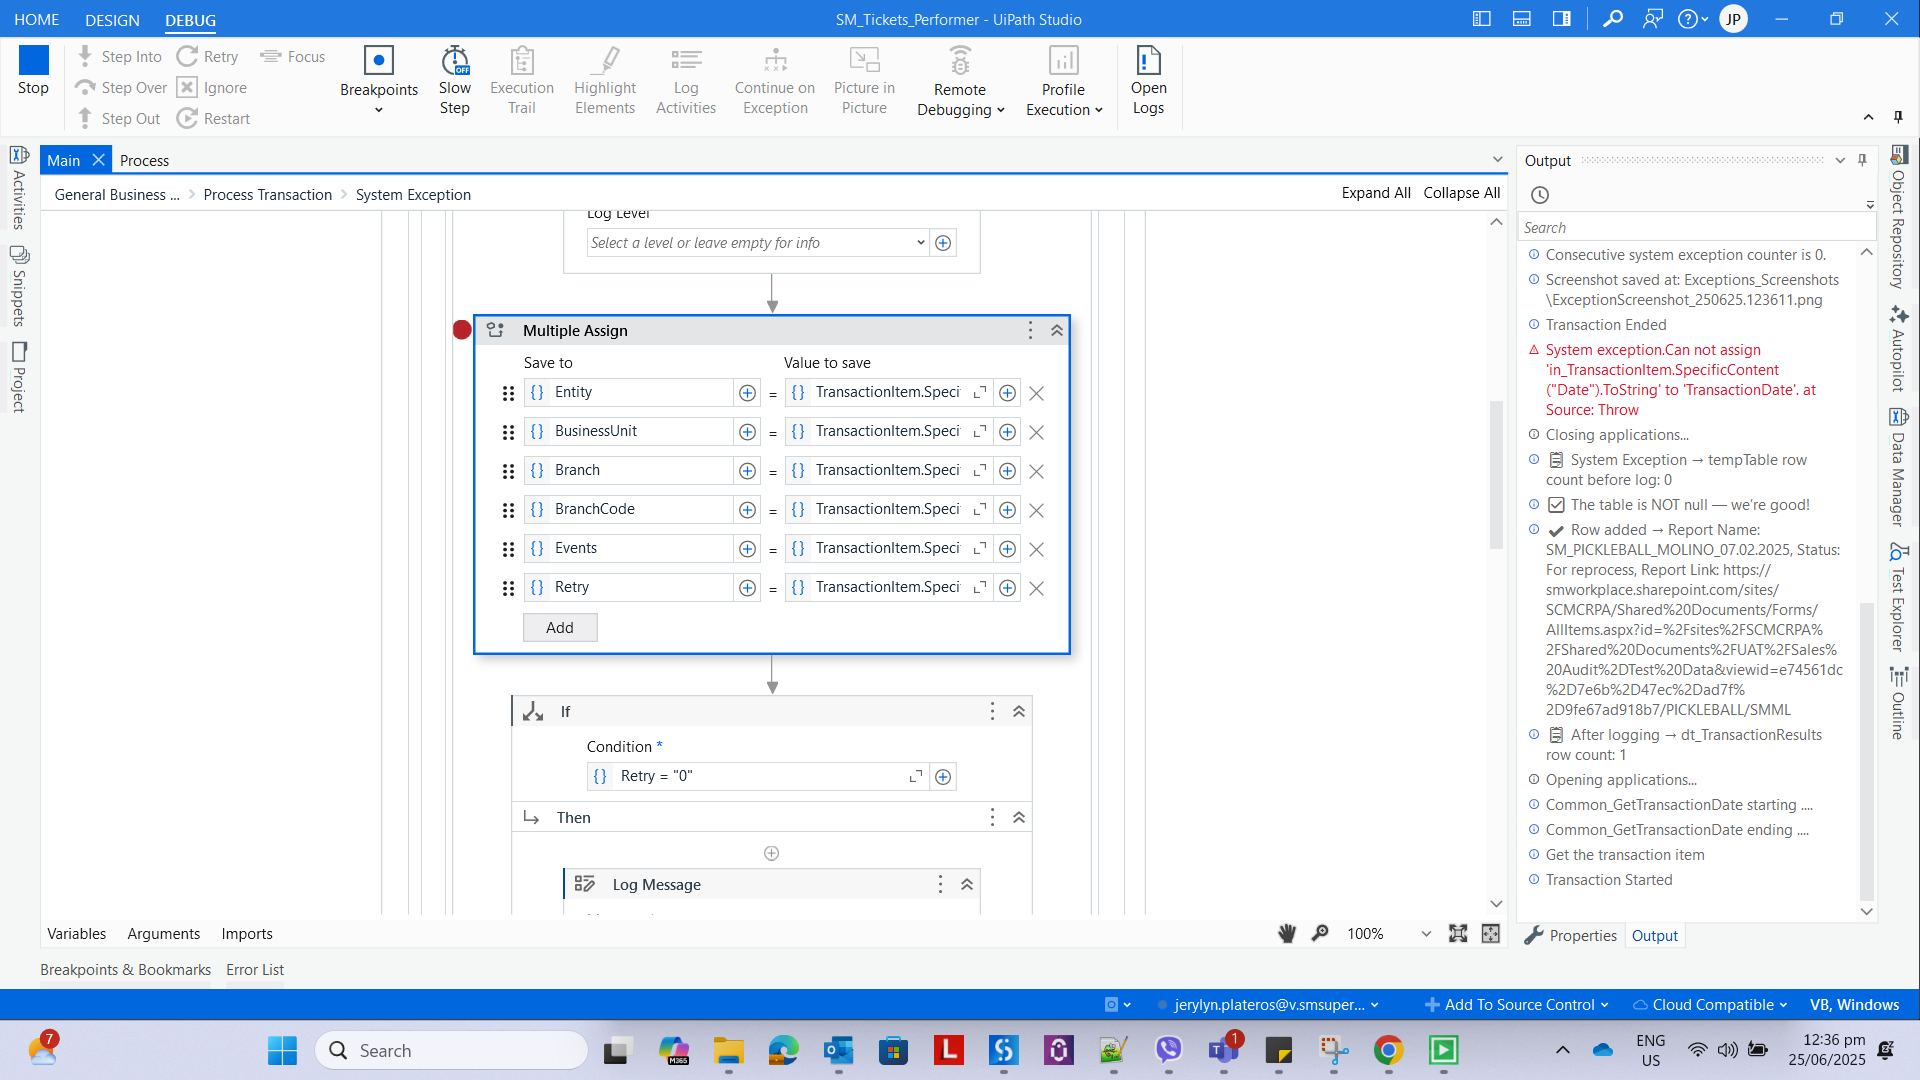 HOME DESIGN DEBUG
SM_Tickets_Performer - UiPath Studio
JP
Stop
Step Into
Step Over
Step Out
Retry
Ignore
Restart
Focus
Breakpoints
Slow
Step
OFF
Execution
Trail
Highlight
Elements
Log
Activities
Continue on
Exception
Picture in
Picture
Remote
Debugging
Profile
Execution
Open
Logs
Main
Process
General Business ... > Process Transaction > System Exception
Expand All
Collapse All
Activities
Snippets
Project
Log Level
Select a level or leave empty for info
Multiple Assign
Save to
Value to save
Entity = TransactionItem.Speci
BusinessUnit = TransactionItem.Speci
Branch = TransactionItem.Speci
BranchCode = TransactionItem.Speci
Events = TransactionItem.Speci
Retry = TransactionItem.Speci
Add
If
Condition *
Retry = "0"
Then
Log Message
Variables
Arguments
Imports
100%
Breakpoints & Bookmarks
Error List
Output
Search
Consecutive system exception counter is 0.
Screenshot saved at: Exceptions_Screenshots
\ExceptionScreenshot_250625.123611.png
Transaction Ended
System exception.Can not assign
'in_TransactionItem.SpecificContent
("Date").ToString' to 'TransactionDate'. at
Source: Throw
Closing applications...
System Exception → tempTable row
count before log: 0
The table is NOT null — we're good!
Row added → Report Name:
SM_PICKLEBALL_MOLINO_07.02.2025, Status:
For reprocess, Report Link: https://
smworkplace.sharepoint.com/sites/
SCMCRPA/Shared%20Documents/Forms/
AllItems.aspx?id=%2Fsites%2FSCMCRPA%
2FShared%20Documents%2FUAT%2FSales%
20Audit%2DTest%20Data&viewid=e74561dc
%2D7e6b%2D47ec%2Dad7f%
2D9fe67ad918b7/PICKLEBALL/SMML
After logging → dt_TransactionResults
row count: 1
Opening applications...
Common_GetTransactionDate starting ....
Common_GetTransactionDate ending ....
Get the transaction item
Transaction Started
Properties
Output
Object Repository
Autopilot
Data Manager
Test Explorer
Outline
jerylyn.plateros@v.smsuper...
Add To Source Control
Cloud Compatible
VB, Windows
7
Search
M365
L
1
ENG
US
12:36 pm
25/06/2025